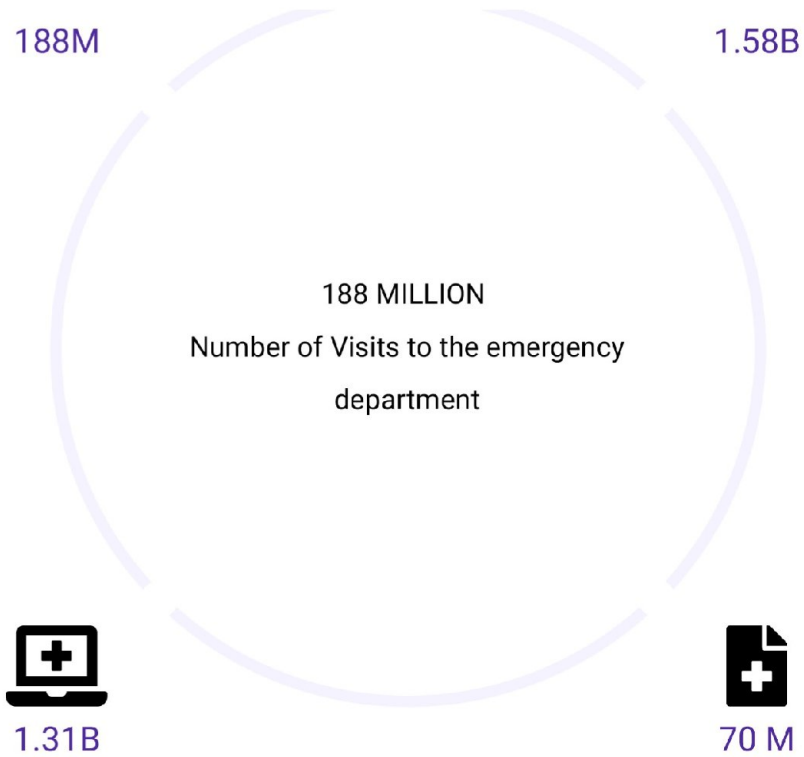 188M
1.58B
188 MILLION
Number of Visits to the emergency
department
1.31B
70 M